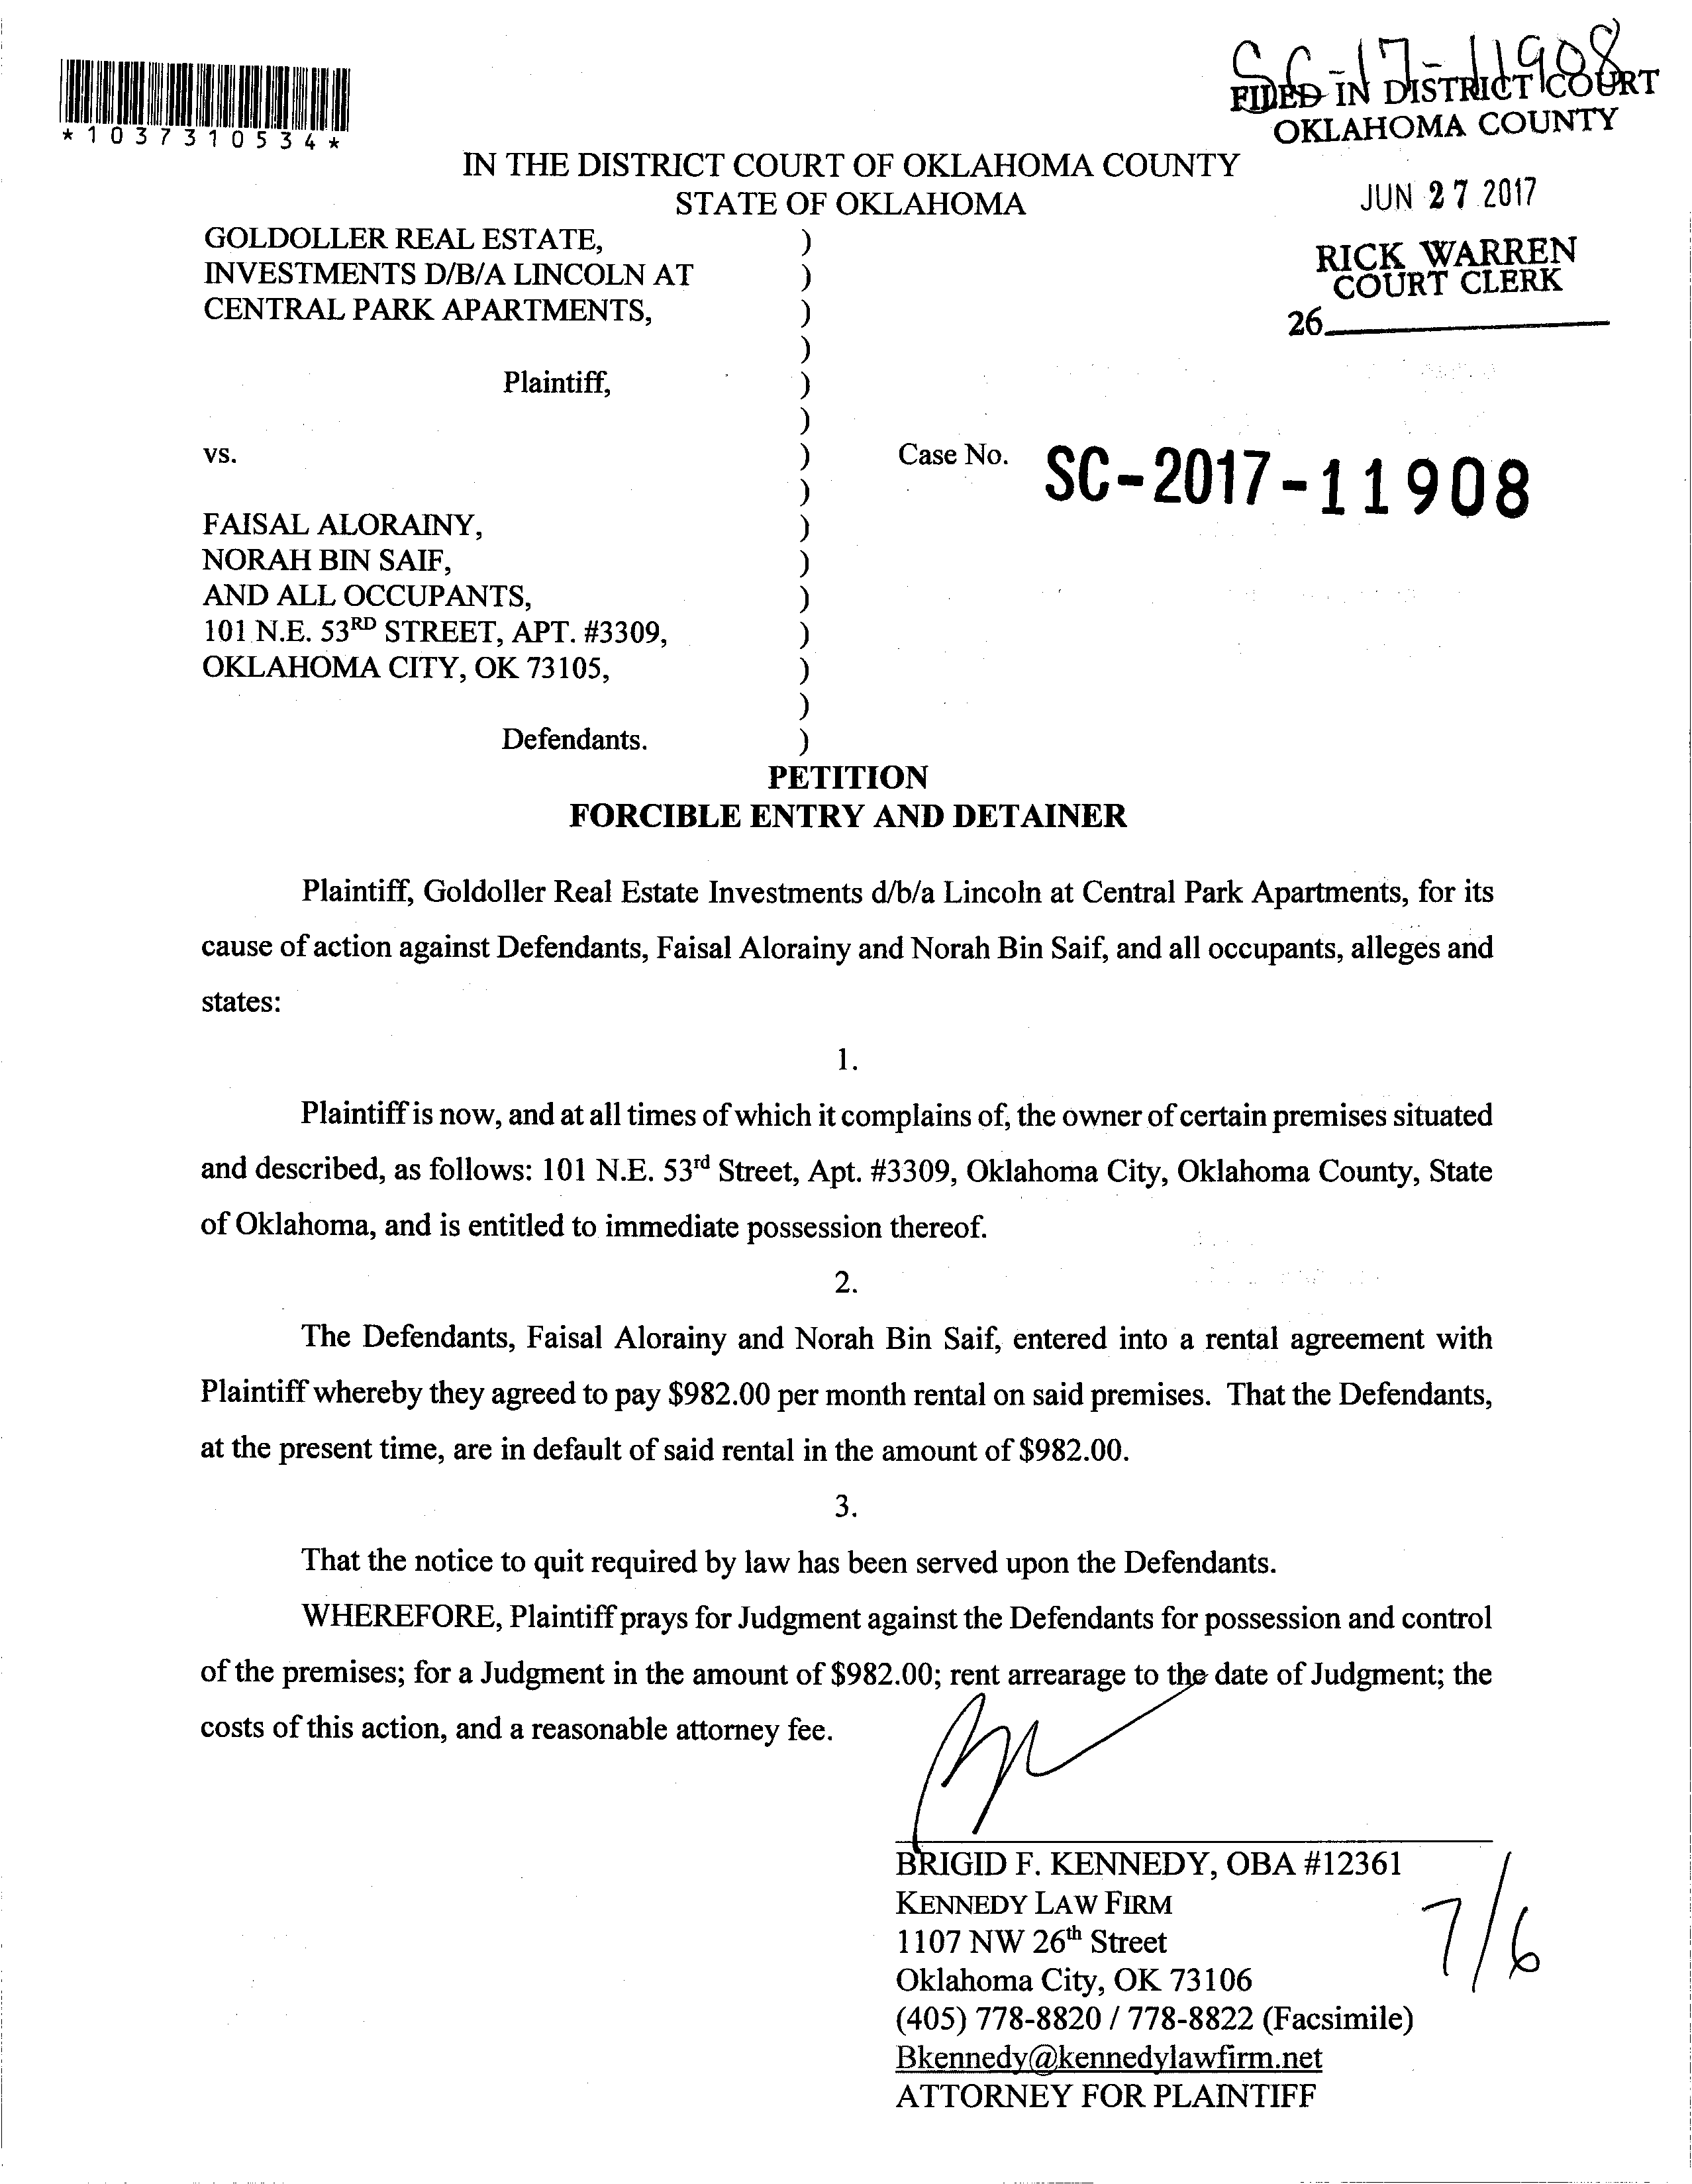 SC-17-11908
FILED IN DISTRICT COURT
OKLAHOMA COUNTY
*1037310534*
IN THE DISTRICT COURT OF OKLAHOMA COUNTY
STATE OF OKLAHOMA
JUN 27 2017
RICK WARREN
COURT CLERK
26
GOLDOLLER REAL ESTATE, )
INVESTMENTS D/B/A LINCOLN AT )
CENTRAL PARK APARTMENTS, )
)
Plaintiff, )
)
vs. ) Case No. SC-2017-11908
)
FAISAL ALORAINY, )
NORAH BIN SAIF, )
AND ALL OCCUPANTS, )
101 N.E. 53RD STREET, APT. #3309, )
OKLAHOMA CITY, OK 73105, )
)
Defendants. )
PETITION
FORCIBLE ENTRY AND DETAINER
Plaintiff, Goldoller Real Estate Investments d/b/a Lincoln at Central Park Apartments, for its
cause of action against Defendants, Faisal Alorainy and Norah Bin Saif, and all occupants, alleges and
states:
1.
Plaintiff is now, and at all times of which it complains of, the owner of certain premises situated
and described, as follows: 101 N.E. 53rd Street, Apt. #3309, Oklahoma City, Oklahoma County, State
of Oklahoma, and is entitled to immediate possession thereof.
2.
The Defendants, Faisal Alorainy and Norah Bin Saif, entered into a rental agreement with
Plaintiff whereby they agreed to pay $982.00 per month rental on said premises. That the Defendants,
at the present time, are in default of said rental in the amount of $982.00.
3.
That the notice to quit required by law has been served upon the Defendants.
WHEREFORE, Plaintiff prays for Judgment against the Defendants for possession and control
of the premises; for a Judgment in the amount of $982.00; rent arrearage to the date of Judgment; the
costs of this action, and a reasonable attorney fee.
BRIGID F. KENNEDY, OBA #12361
KENNEDY LAW FIRM
1107 NW 26th Street
7/6
Oklahoma City, OK 73106
(405) 778-8820 / 778-8822 (Facsimile)
Bkennedy@kennedylawfirm.net
ATTORNEY FOR PLAINTIFF